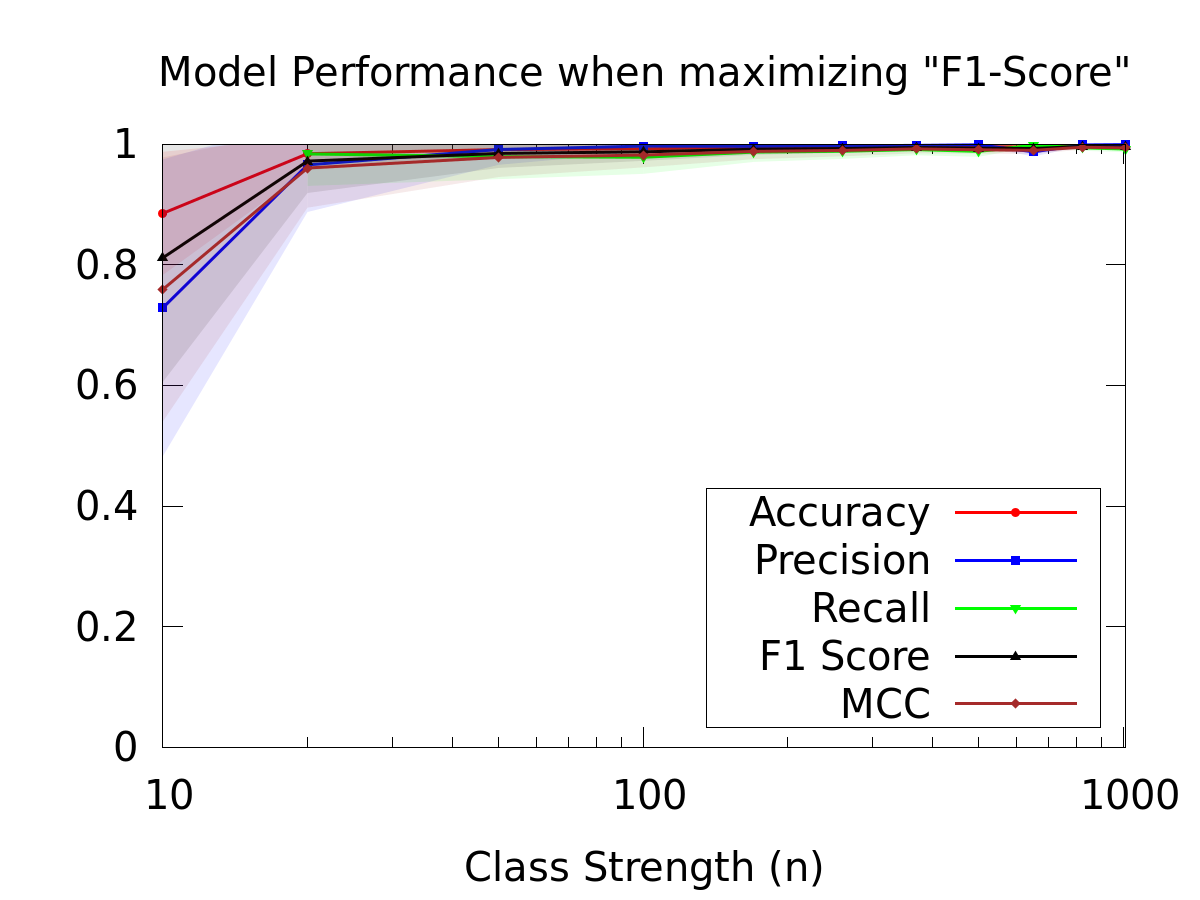 Model Performance when maximizing "F1-Score"
1
0.8
0.6
0.4
0.2
0
Accuracy
Precision
Recall
F1 Score
MCC
10 100 1000
Class Strength (n)